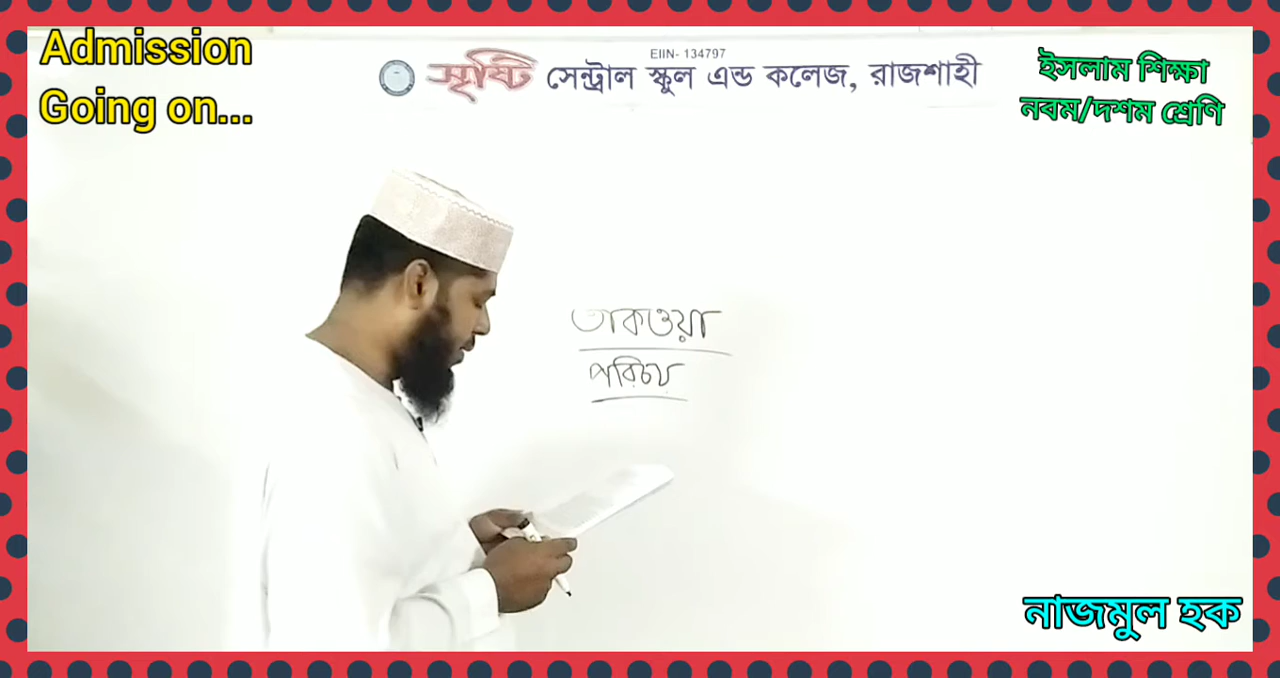 Admission
Going on...
EIIN- 134797
সৃষ্টি সেন্ট্রাল স্কুল এন্ড কলেজ, রাজশাহী
ইসলাম শিক্ষা
নবম/দশম শ্রেণি
তাকওয়া
পরিচয়
নাজমুল হক